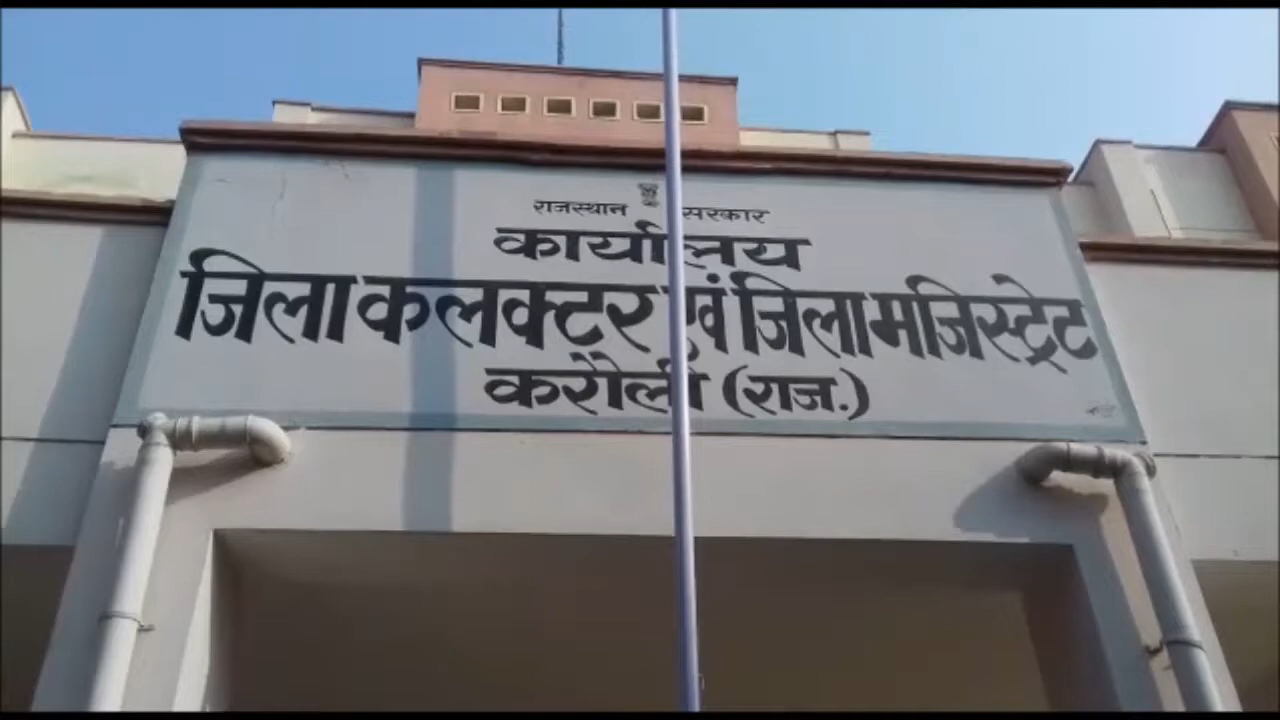 राजस्थान सरकार
कार्यालय
जिला कलक्टर एवं जिला मजिस्ट्रेट
करौली (राज.)